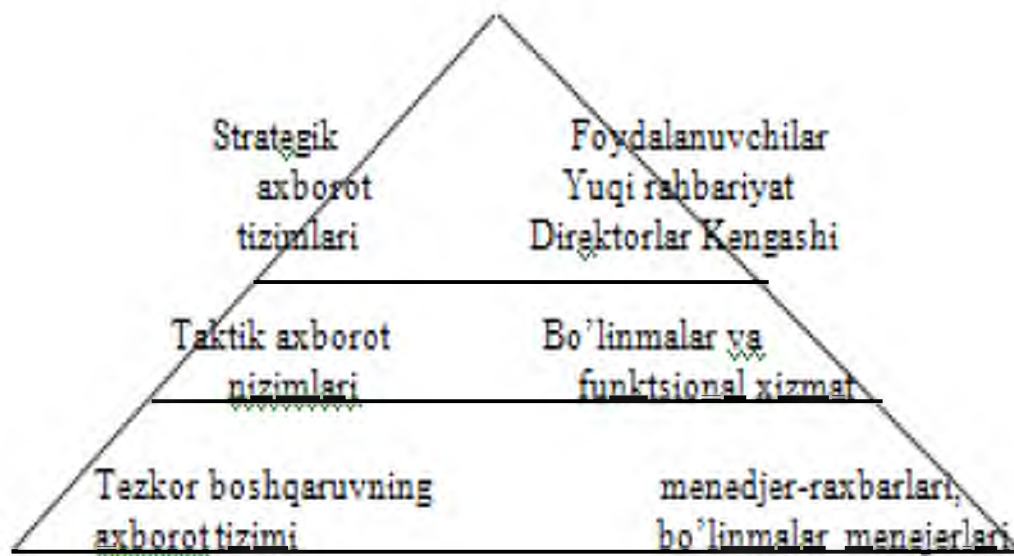 Strategik
axborot
tizimlari
Foydalanuvchilar
Yuqi rahbariyat
Direktorlar Kengashi
Taktik axborot
nizimlari
Bo’linmalar va
funktsional xizmat
Tezkor boshqaruvning
axborot tizimi
menedjer-raxbarlari,
bo’linmalar menejerlari